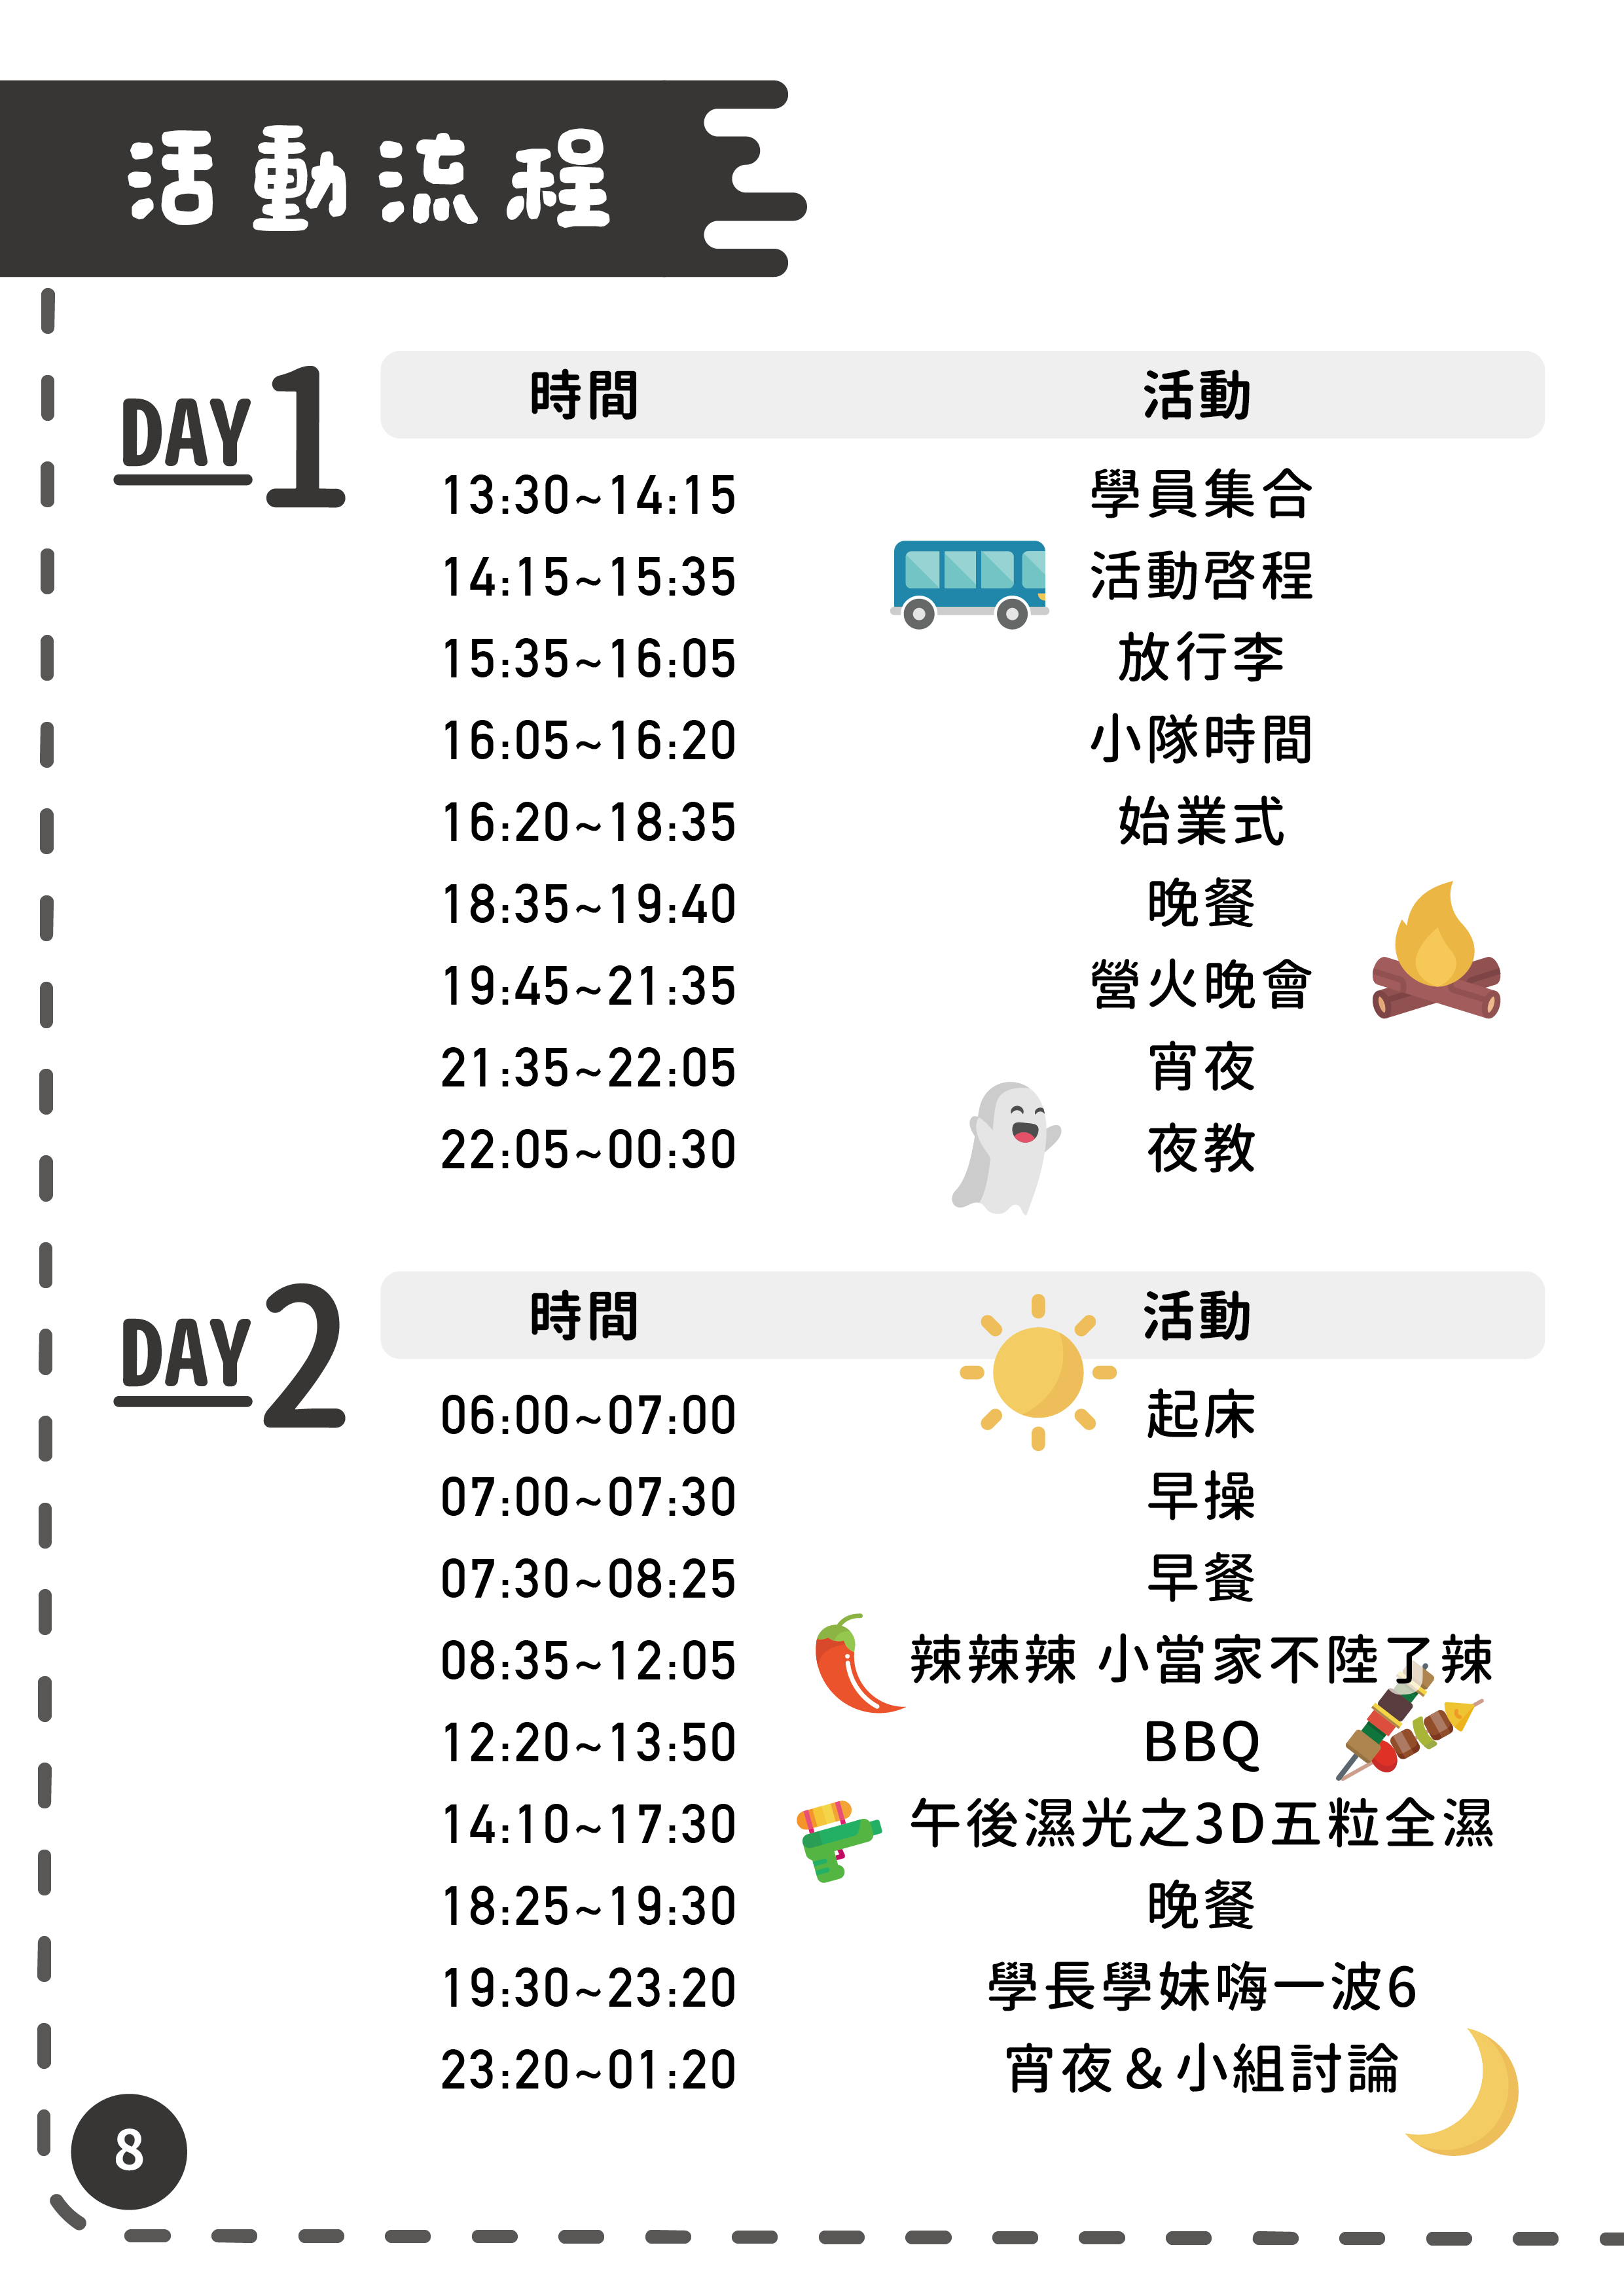 活動流程
DAY 1
時間 活動
13:30~14:15 學員集合
14:15~15:35 活動啓程
15:35~16:05 放行李
16:05~16:20 小隊時間
16:20~18:35 始業式
18:35~19:40 晚餐
19:45~21:35 營火晚會
21:35~22:05 宵夜
22:05~00:30 夜教
DAY 2
時間 活動
06:00~07:00 起床
07:00~07:30 早操
07:30~08:25 早餐
08:35~12:05 辣辣辣 小當家不陸了辣
12:20~13:50 BBQ
14:10~17:30 午後濕光之3D五粒全濕
18:25~19:30 晚餐
19:30~23:20 學長學妹嗨一波6
23:20~01:20 宵夜&小組討論
8